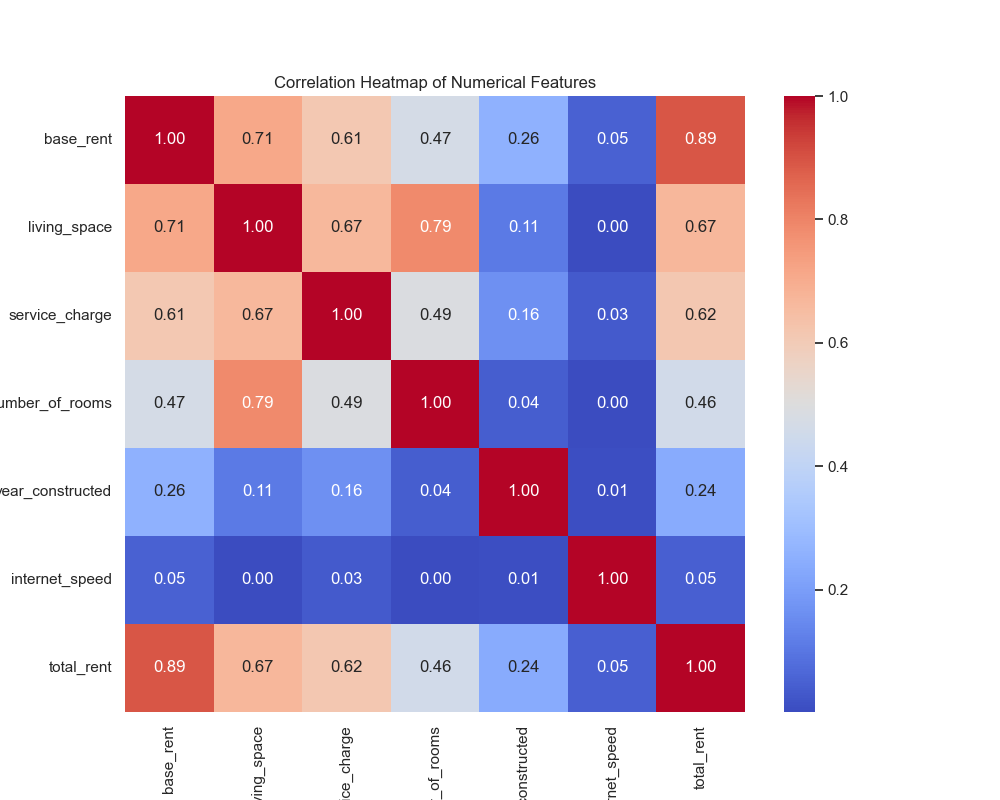 Correlation Heatmap of Numerical Features
base_rent 1.00 0.71 0.61 0.47 0.26 0.05 0.89
living_space 0.71 1.00 0.67 0.79 0.11 0.00 0.67
service_charge 0.61 0.67 1.00 0.49 0.16 0.03 0.62
umber_of_rooms 0.47 0.79 0.49 1.00 0.04 0.00 0.46
year_constructed 0.26 0.11 0.16 0.04 1.00 0.01 0.24
internet_speed 0.05 0.00 0.03 0.00 0.01 1.00 0.05
total_rent 0.89 0.67 0.62 0.46 0.24 0.05 1.00
base_rent
ving_space
ice_charge
r_of_rooms
constructed
net_speed
total_rent
1.0
0.8
0.6
0.4
0.2